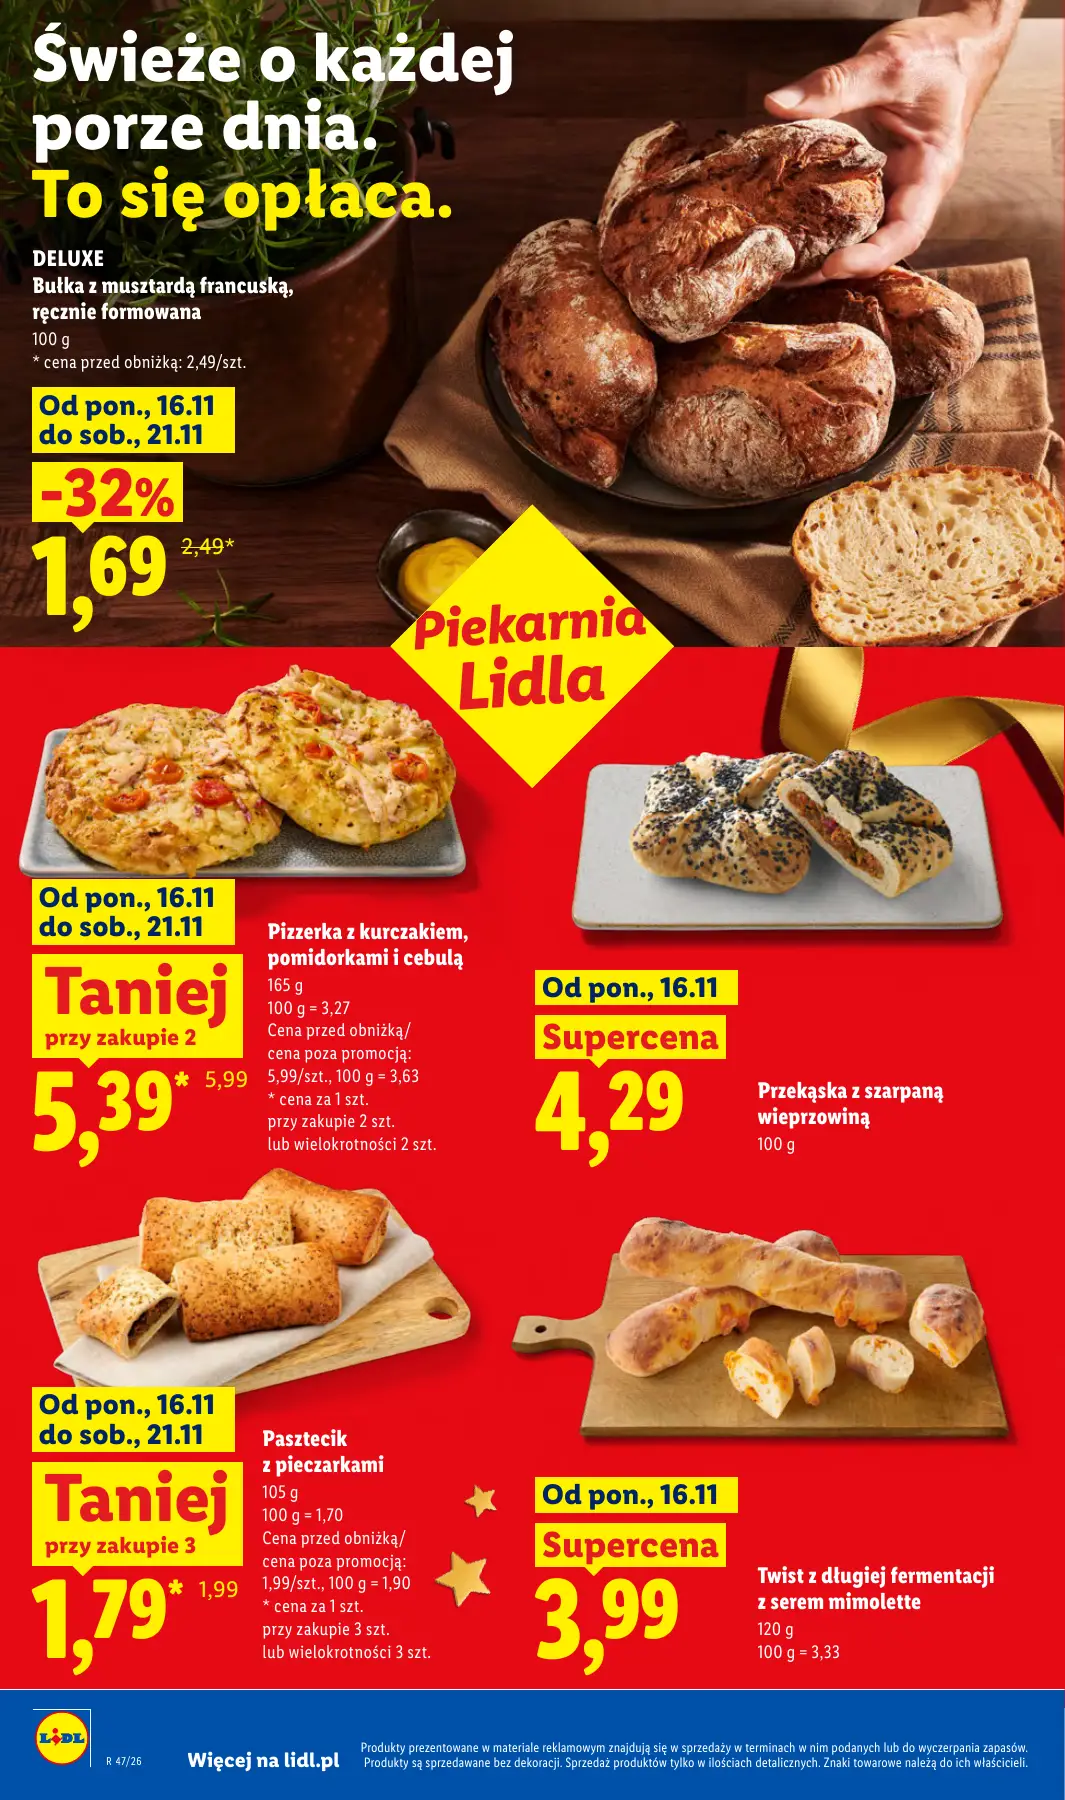 Świeże o każdej
porze dnia.
To się opłaca.
DELUXE
Bułka z musztardą francuską,
ręcznie formowana
100 g
* cena przed obniżką: 2,49/szt.
Od pon., 16.11
do sob., 21.11
-32%
1,69
2,49*
Piekarnia
Lidla
Od pon., 16.11
do sob., 21.11
Taniej
przy zakupie 2
5,39*
5,99
Pizzerka z kurczakiem,
pomidorkami i cebulą
165 g
100 g = 3,27
Cena przed obniżką/
cena poza promocją:
5,99/szt., 100 g = 3,63
* cena za 1 szt.
przy zakupie 2 szt.
lub wielokrotności 2 szt.
Od pon., 16.11
Supercena
4,29
Przekąska z szarpaną
wieprzowiną
100 g
Od pon., 16.11
do sob., 21.11
Taniej
przy zakupie 3
1,79*
1,99
Pasztecik
z pieczarkami
105 g
100 g = 1,70
Cena przed obniżką/
cena poza promocją:
1,99/szt., 100 g = 1,90
* cena za 1 szt.
przy zakupie 3 szt.
lub wielokrotności 3 szt.
Od pon., 16.11
Supercena
3,99
Twist z długiej fermentacji
z serem mimolette
120 g
100 g = 3,33
LIDL
R 47/26
Więcej na lidl.pl
Produkty prezentowane w materiale reklamowym znajdują się w sprzedaży w terminach w nim podanych lub do wyczerpania zapasów.
Produkty są sprzedawane bez dekoracji. Sprzedaż produktów tylko w ilościach detalicznych. Znaki towarowe należą do ich właścicieli.